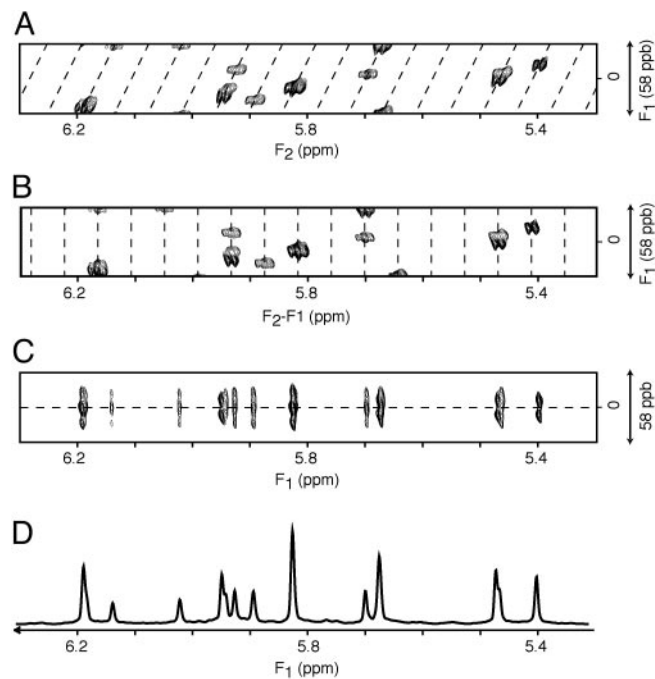 A
0
F1 (58 ppb)
6.2 5.8 5.4
F2 (ppm)
B
0
F1 (58 ppb)
6.2 5.8 5.4
F2-F1 (ppm)
C
0
58 ppb
6.2 5.8 5.4
F1 (ppm)
D
6.2 5.8 5.4
F1 (ppm)